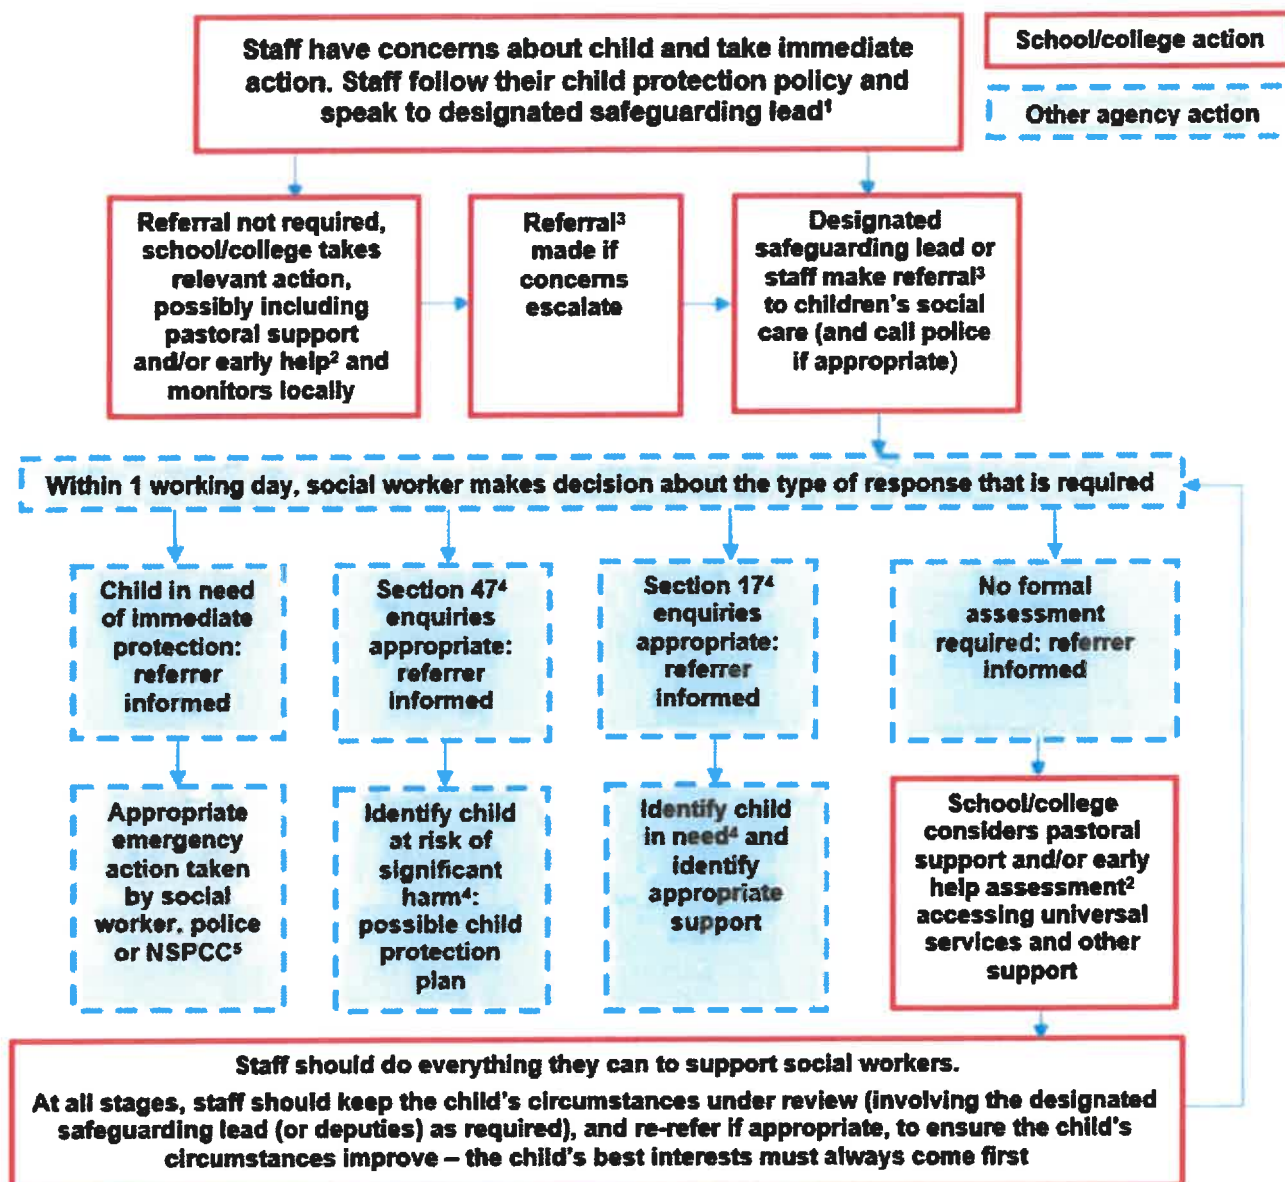 Staff have concerns about child and take immediate
action. Staff follow their child protection policy and
speak to designated safeguarding lead¹
School/college action
Other agency action
Referral not required,
school/college takes
relevant action,
possibly including
pastoral support
and/or early help² and
monitors locally
Referral³
made if
concerns
escalate
Designated
safeguarding lead or
staff make referral³
to children's social
care (and call police
if appropriate)
Within 1 working day, social worker makes decision about the type of response that is required
Child in need
of immediate
protection:
referrer
informed
Section 47⁴
enquiries
appropriate:
referrer
informed
Section 17⁴
enquiries
appropriate:
referrer
informed
No formal
assessment
required: referrer
informed
Appropriate
emergency
action taken
by social
worker, police
or NSPCC⁵
Identify child
at risk of
significant
harm⁴:
possible child
protection
plan
Identify child
in need⁴ and
identify
appropriate
support
School/college
considers pastoral
support and/or early
help assessment²
accessing universal
services and other
support
Staff should do everything they can to support social workers.
At all stages, staff should keep the child's circumstances under review (involving the designated
safeguarding lead (or deputies) as required), and re-refer if appropriate, to ensure the child's
circumstances improve – the child's best interests must always come first